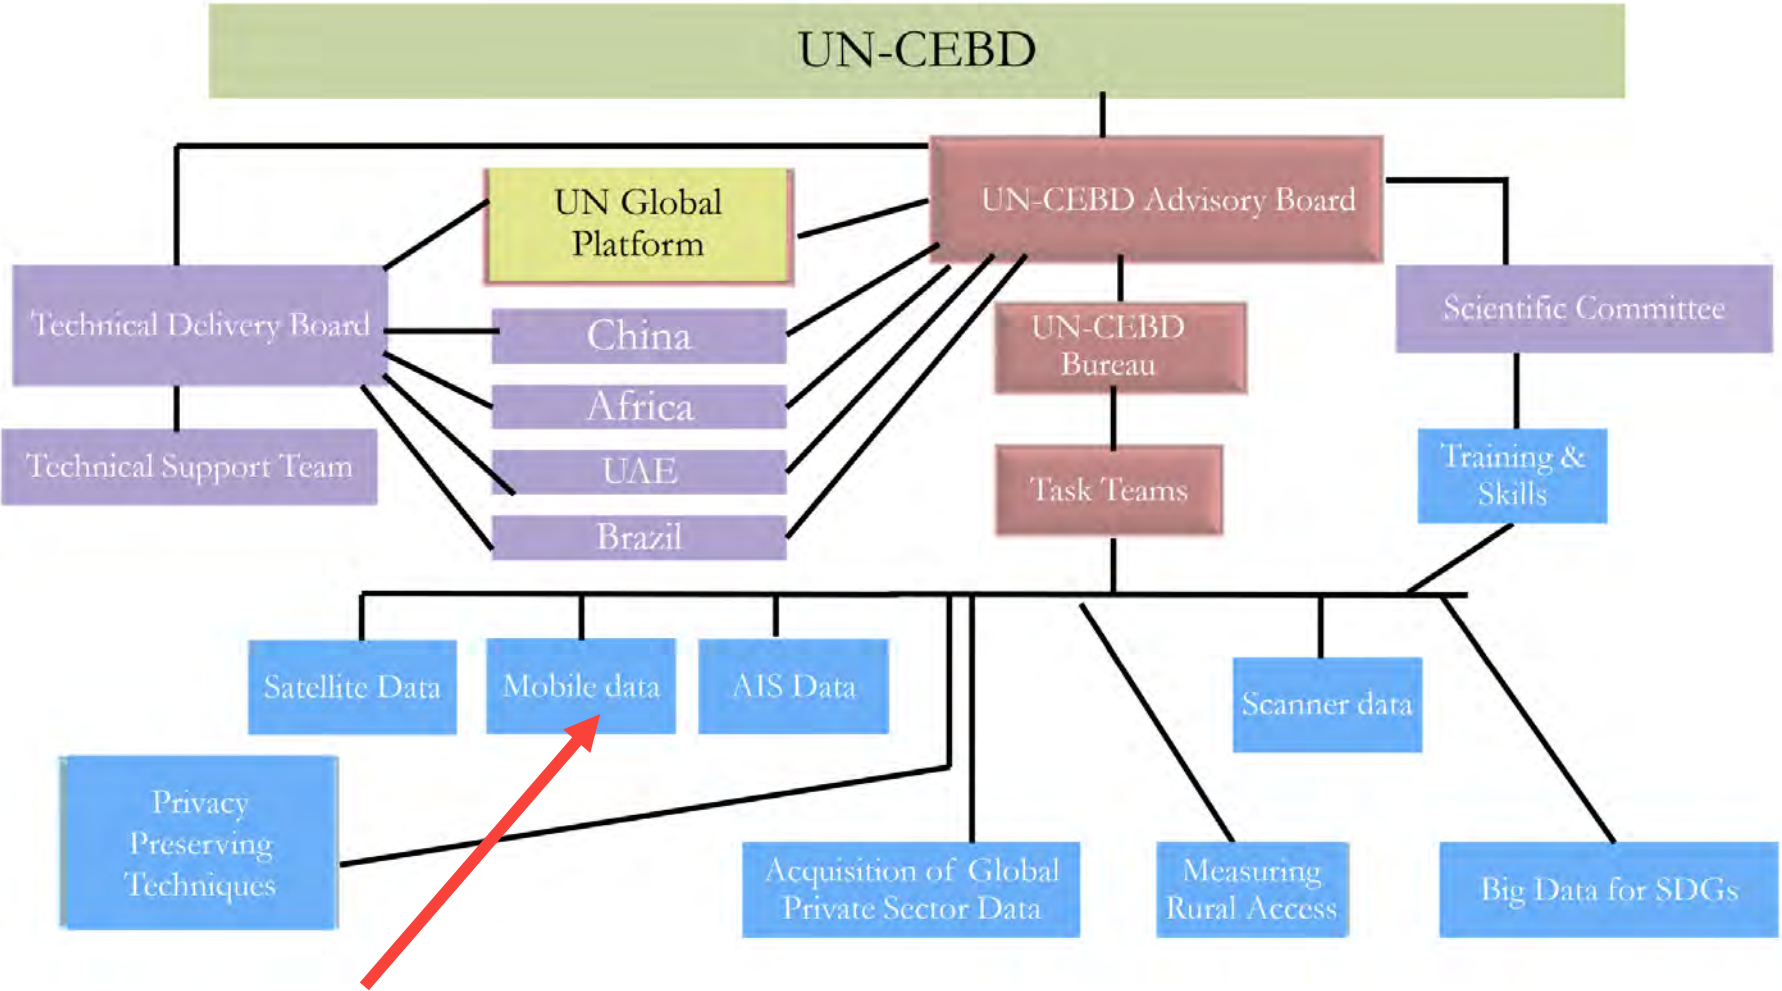 UN-CEBD
UN-CEBD Advisory Board
UN Global
Platform
Technical Delivery Board
China
Africa
UAE
Brazil
Technical Support Team
UN-CEBD
Bureau
Task Teams
Scientific Committee
Training &
Skills
Satellite Data
Mobile data
AIS Data
Scanner data
Privacy
Preserving
Techniques
Acquisition of Global
Private Sector Data
Measuring
Rural Access
Big Data for SDGs